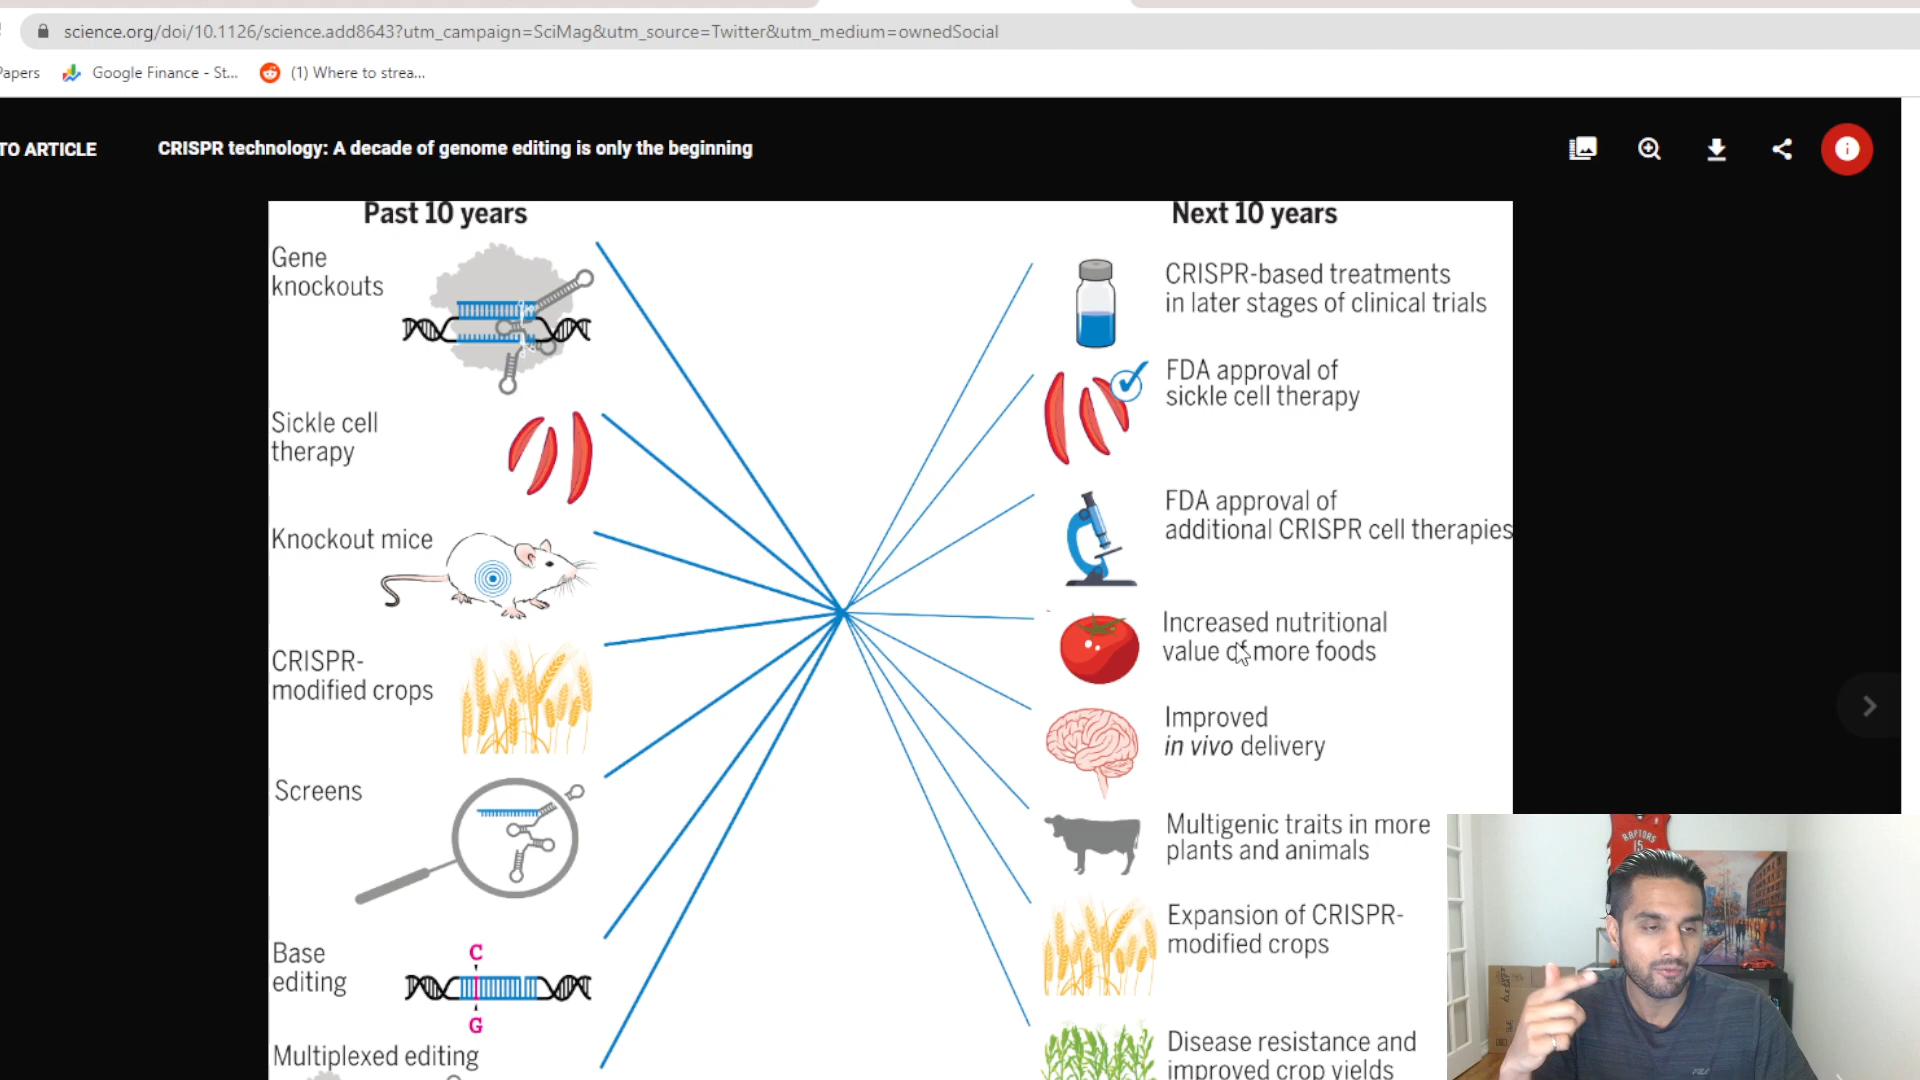 science.org/doi/10.1126/science.add8643?utm_campaign=SciMag&utm_source=Twitter&utm_medium=ownedSocial
Papers
Google Finance - St...
(1) Where to strea...
TO ARTICLE
CRISPR technology: A decade of genome editing is only the beginning
Past 10 years
Gene
knockouts
Sickle cell
therapy
Knockout mice
CRISPR-
modified crops
Screens
Base
editing
C
G
Multiplexed editing
Next 10 years
CRISPR-based treatments
in later stages of clinical trials
FDA approval of
sickle cell therapy
FDA approval of
additional CRISPR cell therapies
Increased nutritional
value of more foods
Improved
in vivo delivery
Multigenic traits in more
plants and animals
Expansion of CRISPR-
modified crops
Disease resistance and
improved crop yields
RAPTORS
15